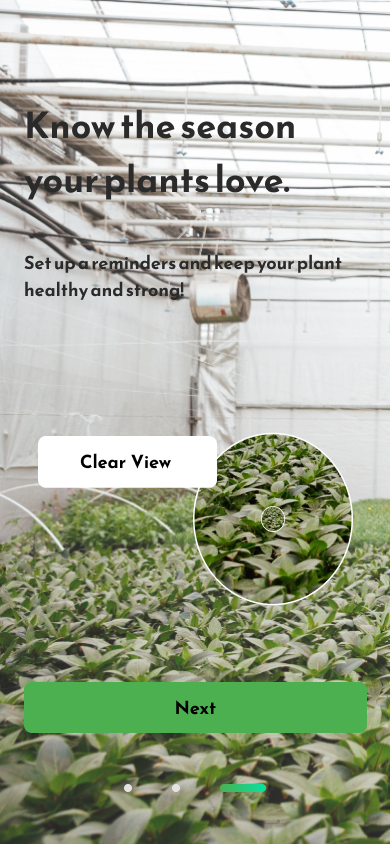 Know the season
your plants love.
Set up a reminders and keep your plant
healthy and strong!
Clear View
Next